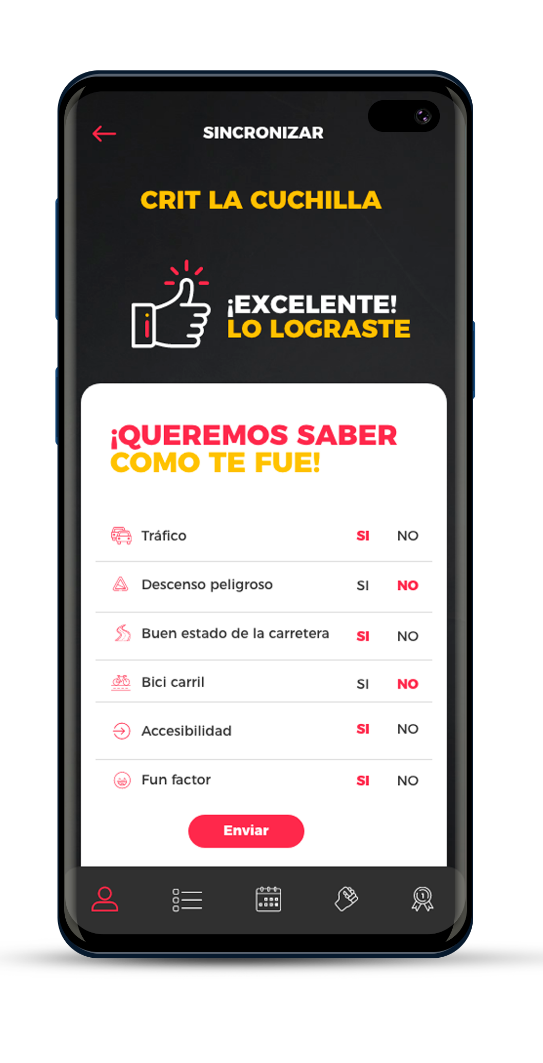 SINCRONIZAR
CRIT LA CUCHILLA
¡EXCELENTE!
LO LOGRASTE
¡QUEREMOS SABER
COMO TE FUE!
Tráfico SI NO
Descenso peligroso SI NO
Buen estado de la carretera SI NO
Bici carril SI NO
Accesibilidad SI NO
Fun factor SI NO
Enviar
1